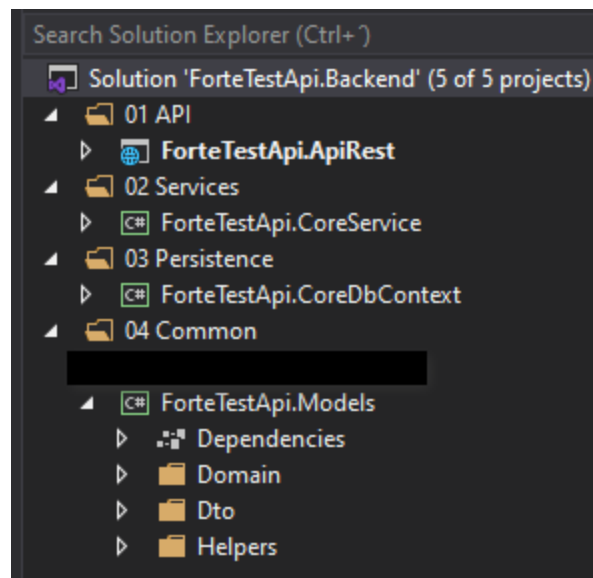 Search Solution Explorer (Ctrl+´)
Solution 'ForteTestApi.Backend' (5 of 5 projects)
01 API
ForteTestApi.ApiRest
02 Services
C# ForteTestApi.CoreService
03 Persistence
C# ForteTestApi.CoreDbContext
04 Common
C# ForteTestApi.Models
Dependencies
Domain
Dto
Helpers